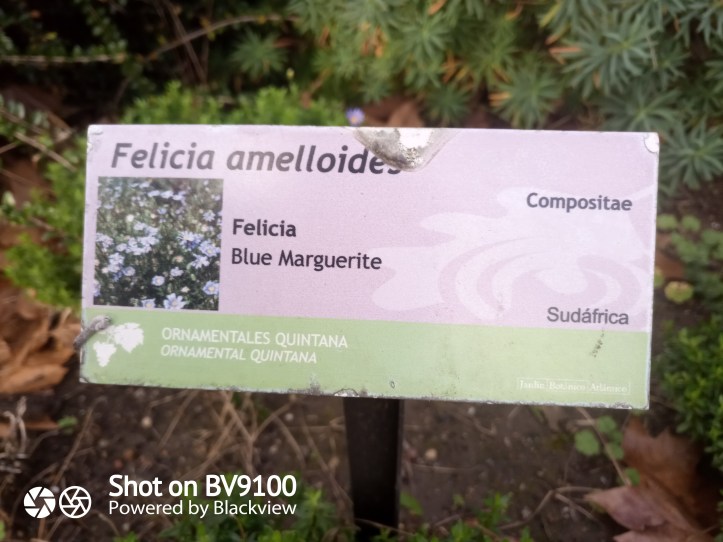 Felicia amelloides
Compositae
Felicia
Blue Marguerite
Sudáfrica
ORNAMENTALES QUINTANA
ORNAMENTAL QUINTANA
Jardín Botánico Atlántico
Shot on BV9100
Powered by Blackview